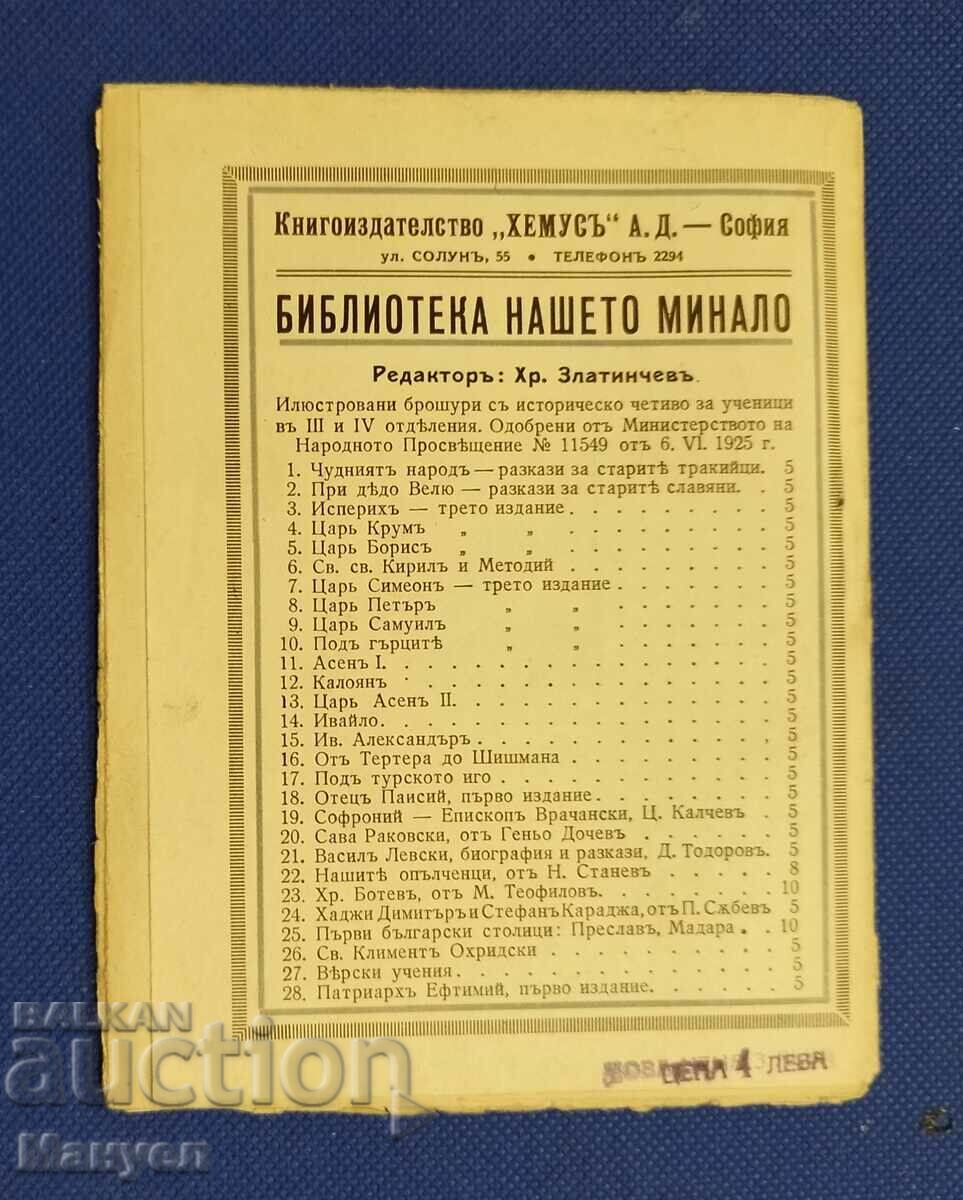 Книгоиздателство „ХЕМУСЪ" А. Д. — София
ул. СОЛУНЪ, 55 • ТЕЛЕФОНЪ 2294
БИБЛИОТЕКА НАШЕТО МИНАЛО
Редакторъ: Хр. Златинчевъ.
Илюстровани брошури съ историческо четиво за ученици
въ III и IV отдѣления. Одобрени отъ Министерството на
Народното Просвѣщение № 11549 отъ 6. VI. 1925 г.
1. Чудниятъ народъ — разкази за старитѣ тракийци. 5
2. При дѣдо Велю — разкази за старитѣ славяни. . 5
3. Исперихъ — трето издание . . . . . . . . . 5
4. Царь Крумъ „ „ . . . . . . . . . 5
5. Царь Борисъ „ „ . . . . . . . . . 5
6. Св. св. Кирилъ и Методий . . . . . . . . . 5
7. Царь Симеонъ — трето издание . . . . . . . 5
8. Царь Петъръ „ „ . . . . . . . 5
9. Царь Самуилъ „ „ . . . . . . . 5
10. Подъ гърцитѣ „ „ . . . . . . . 5
11. Асенъ I. . . . . . . . . . . . . . . . 5
12. Калоянъ . . . . . . . . . . . . . . . 5
13. Царь Асенъ II. . . . . . . . . . . . . 5
14. Ивайло. . . . . . . . . . . . . . . . 5
15. Ив. Александъръ . . . . . . . . . . . . 5
16. Отъ Тертера до Шишмана . . . . . . . . 5
17. Подъ турското иго . . . . . . . . . . . 5
18. Отецъ Паисий, първо издание . . . . . . . 5
19. Софроний — Епископъ Врачански, Ц. Калчевъ . 5
20. Сава Раковски, отъ Геньо Дочевъ . . . . . . 5
21. Василъ Левски, биография и разкази, Д. Тодоровъ. 5
22. Нашитѣ опълченци, от Н. Станевъ . . . . . 8
23. Хр. Ботевъ, отъ М. Теофиловъ. . . . . . . . 10
24. Хаджи Димитъръ и Стефанъ Караджа, отъ П. Сѫбевъ 5
25. Първи български столици: Преславъ, Мадара . . 10
26. Св. Климентъ Охридски . . . . . . . . . 5
27. Вѣрски учения . . . . . . . . . . . . . 5
28. Патриархъ Ефтимий, първо издание. . . . . . 5
ЦЕНА 4 ЛЕВА
BALKAN
auction
Мануел